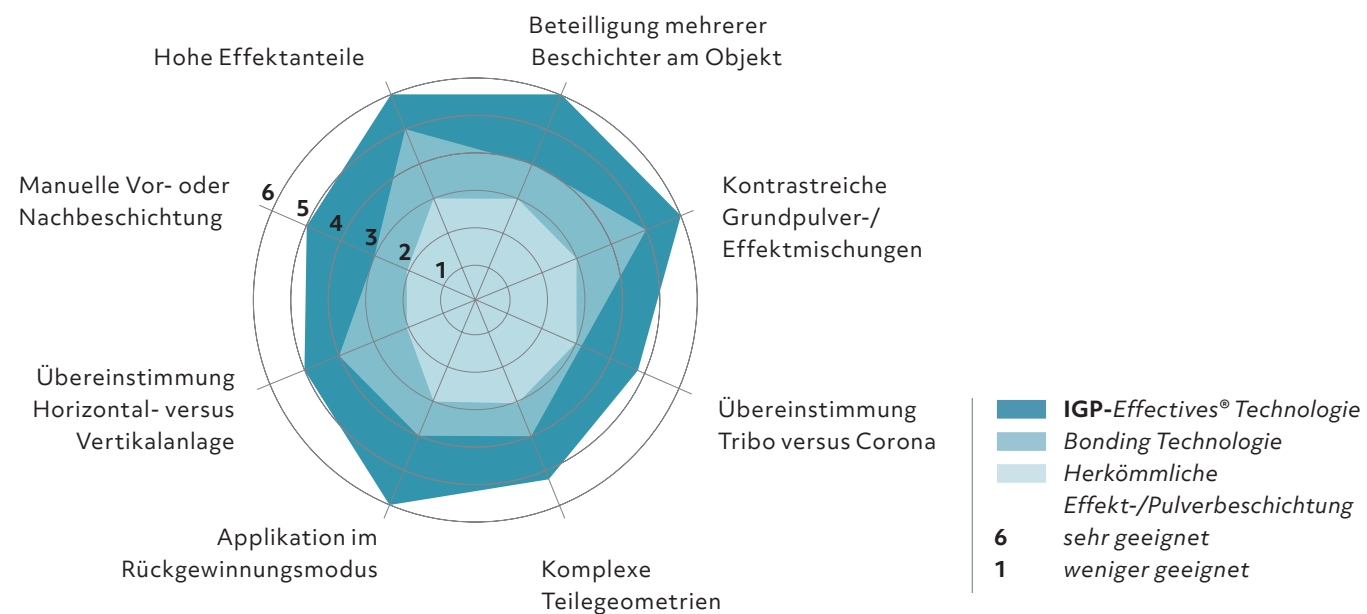 Beteilligung mehrerer
Beschichter am Objekt
Hohe Effektanteile
Kontrastreiche
Grundpulver-/
Effektmischungen
Manuelle Vor- oder
Nachbeschichtung
6
5
4
3
2
1
Übereinstimmung
Horizontal- versus
Vertikalanlage
Übereinstimmung
Tribo versus Corona
Applikation im
Rückgewinnungsmodus
Komplexe
Teilegeometrien
IGP-Effectives® Technologie
Bonding Technologie
Herkömmliche
Effekt-/Pulverbeschichtung
6 sehr geeignet
1 weniger geeignet